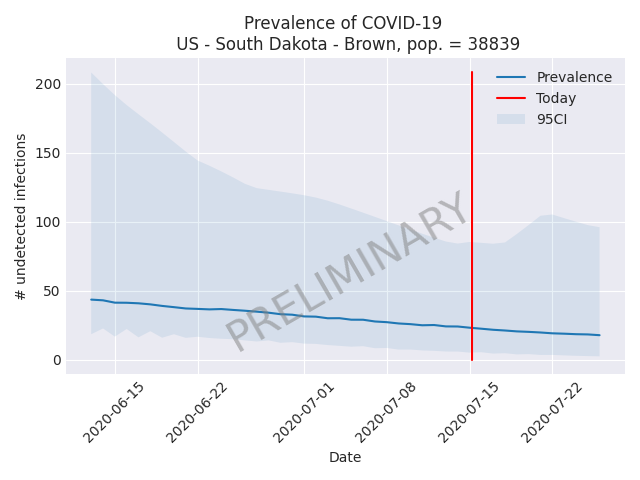 Prevalence of COVID-19
US - South Dakota - Brown, pop. = 38839
Prevalence
Today
95CI
200
150
100
50
0
# undetected infections
PRELIMINARY
2020-06-15
2020-06-22
2020-07-01
2020-07-08
2020-07-15
2020-07-22
Date